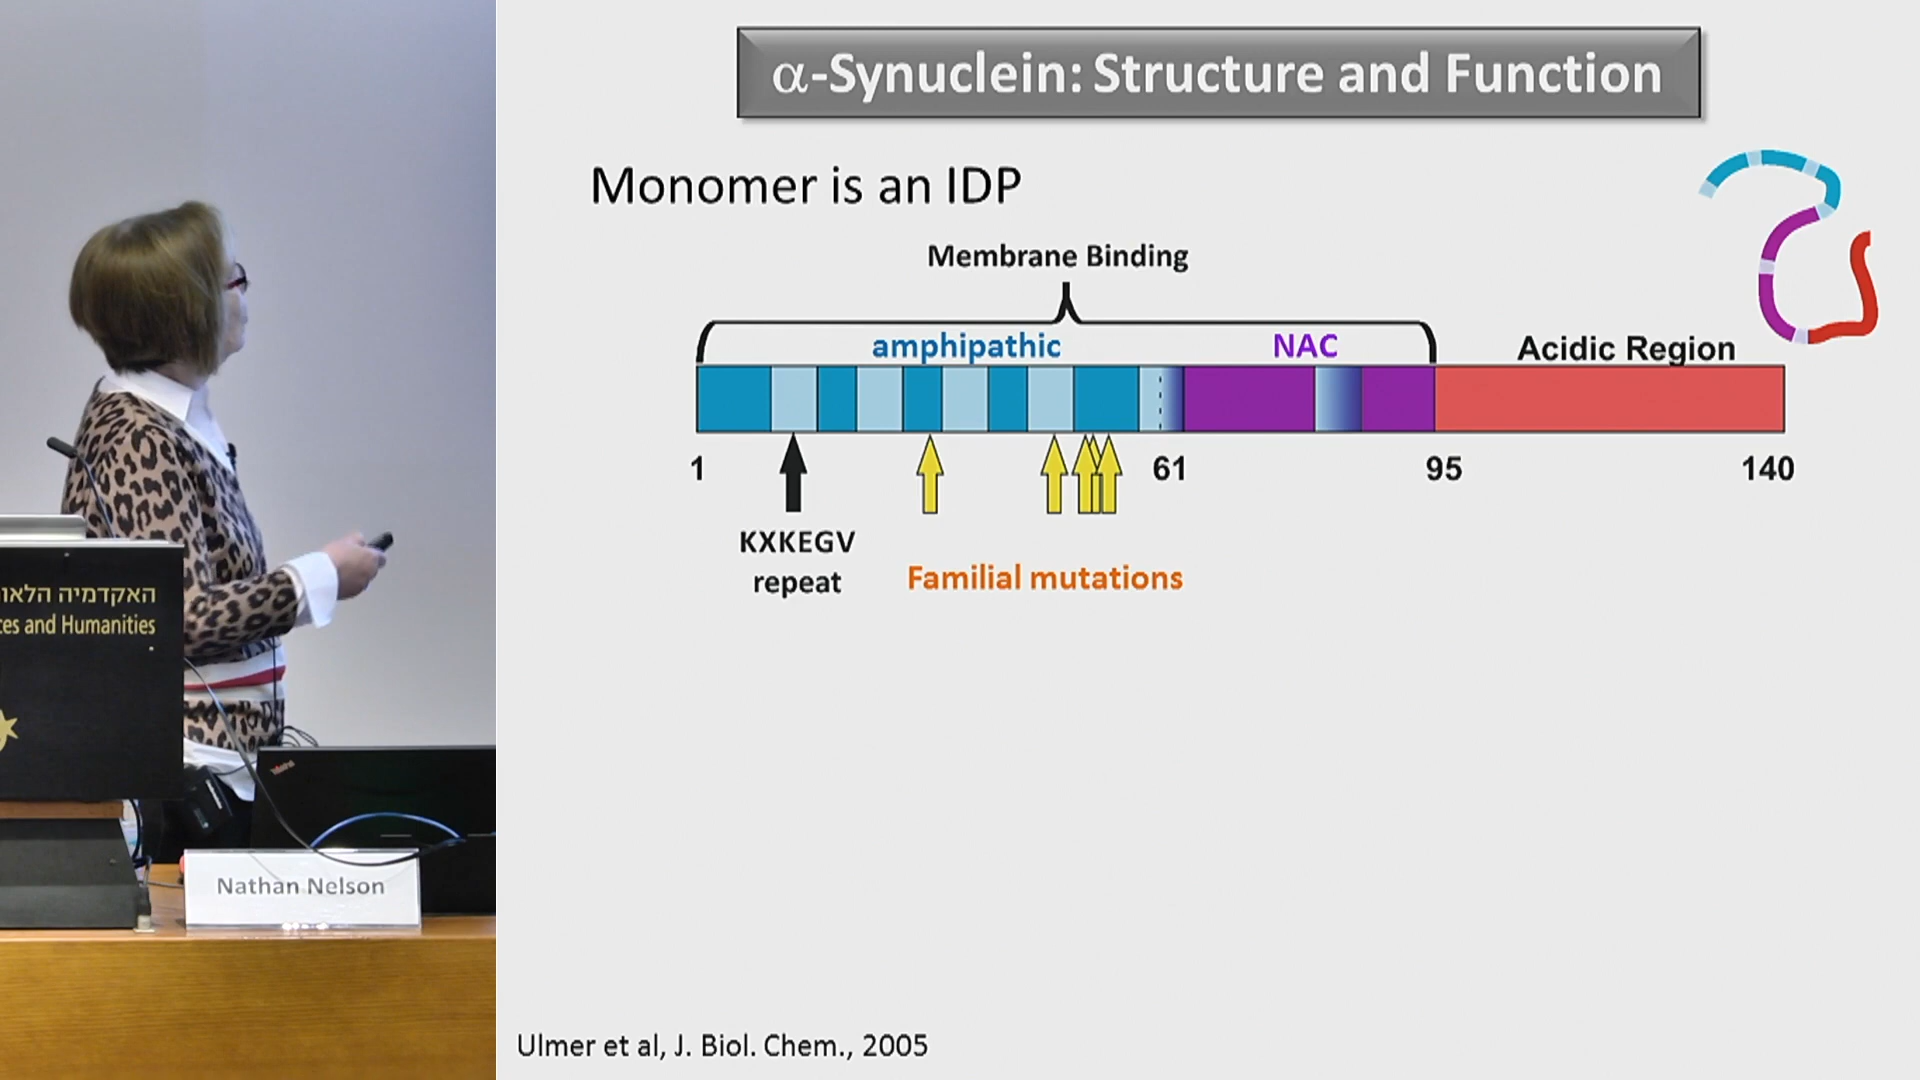 α-Synuclein: Structure and Function
Monomer is an IDP
Membrane Binding
amphipathic
NAC
Acidic Region
1
61
95
140
KXKEGV
repeat
Familial mutations
Ulmer et al, J. Biol. Chem., 2005
האקדמיה הלאו
ces and Humanities
ThinkPad
Nathan Nelson